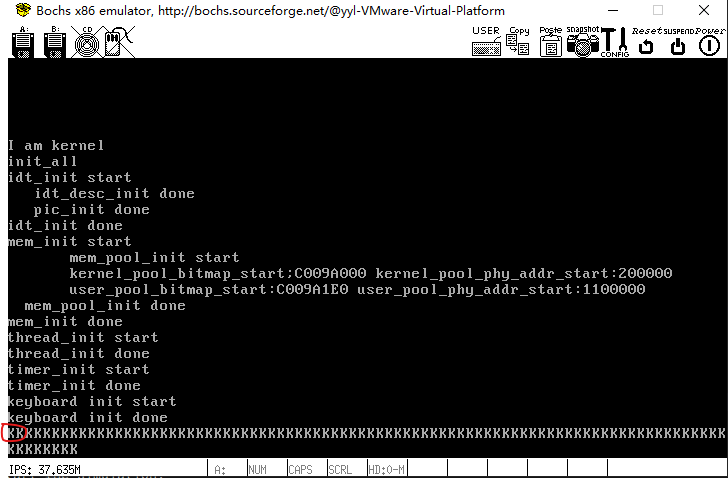 Bochs x86 emulator, http://bochs.sourceforge.net/@yyl-VMware-Virtual-Platform
A: B: CD USER Copy Paste snapshot CONFIG Reset SUSPEND Power
I am kernel
init_all
idt_init start
   idt_desc_init done
   pic_init done
idt_init done
mem_init start
       mem_pool_init start
       kernel_pool_bitmap_start;C009A000 kernel_pool_phy_addr_start:200000
       user_pool_bitmap_start:C009A1E0 user_pool_phy_addr_start:1100000
  mem_pool_init done
mem_init done
thread_init start
thread_init done
timer_init start
timer_init done
keyboard init start
keyboard init done
KKKKKKKKKKKKKKKKKKKKKKKKKKKKKKKKKKKKKKKKKKKKKKKKKKKKKKKKKKKKKKKKKKKKKKKKKKKKKKKK
KKKKKKKK
IPS: 37.635M A: NUM CAPS SCRL HD:0-M